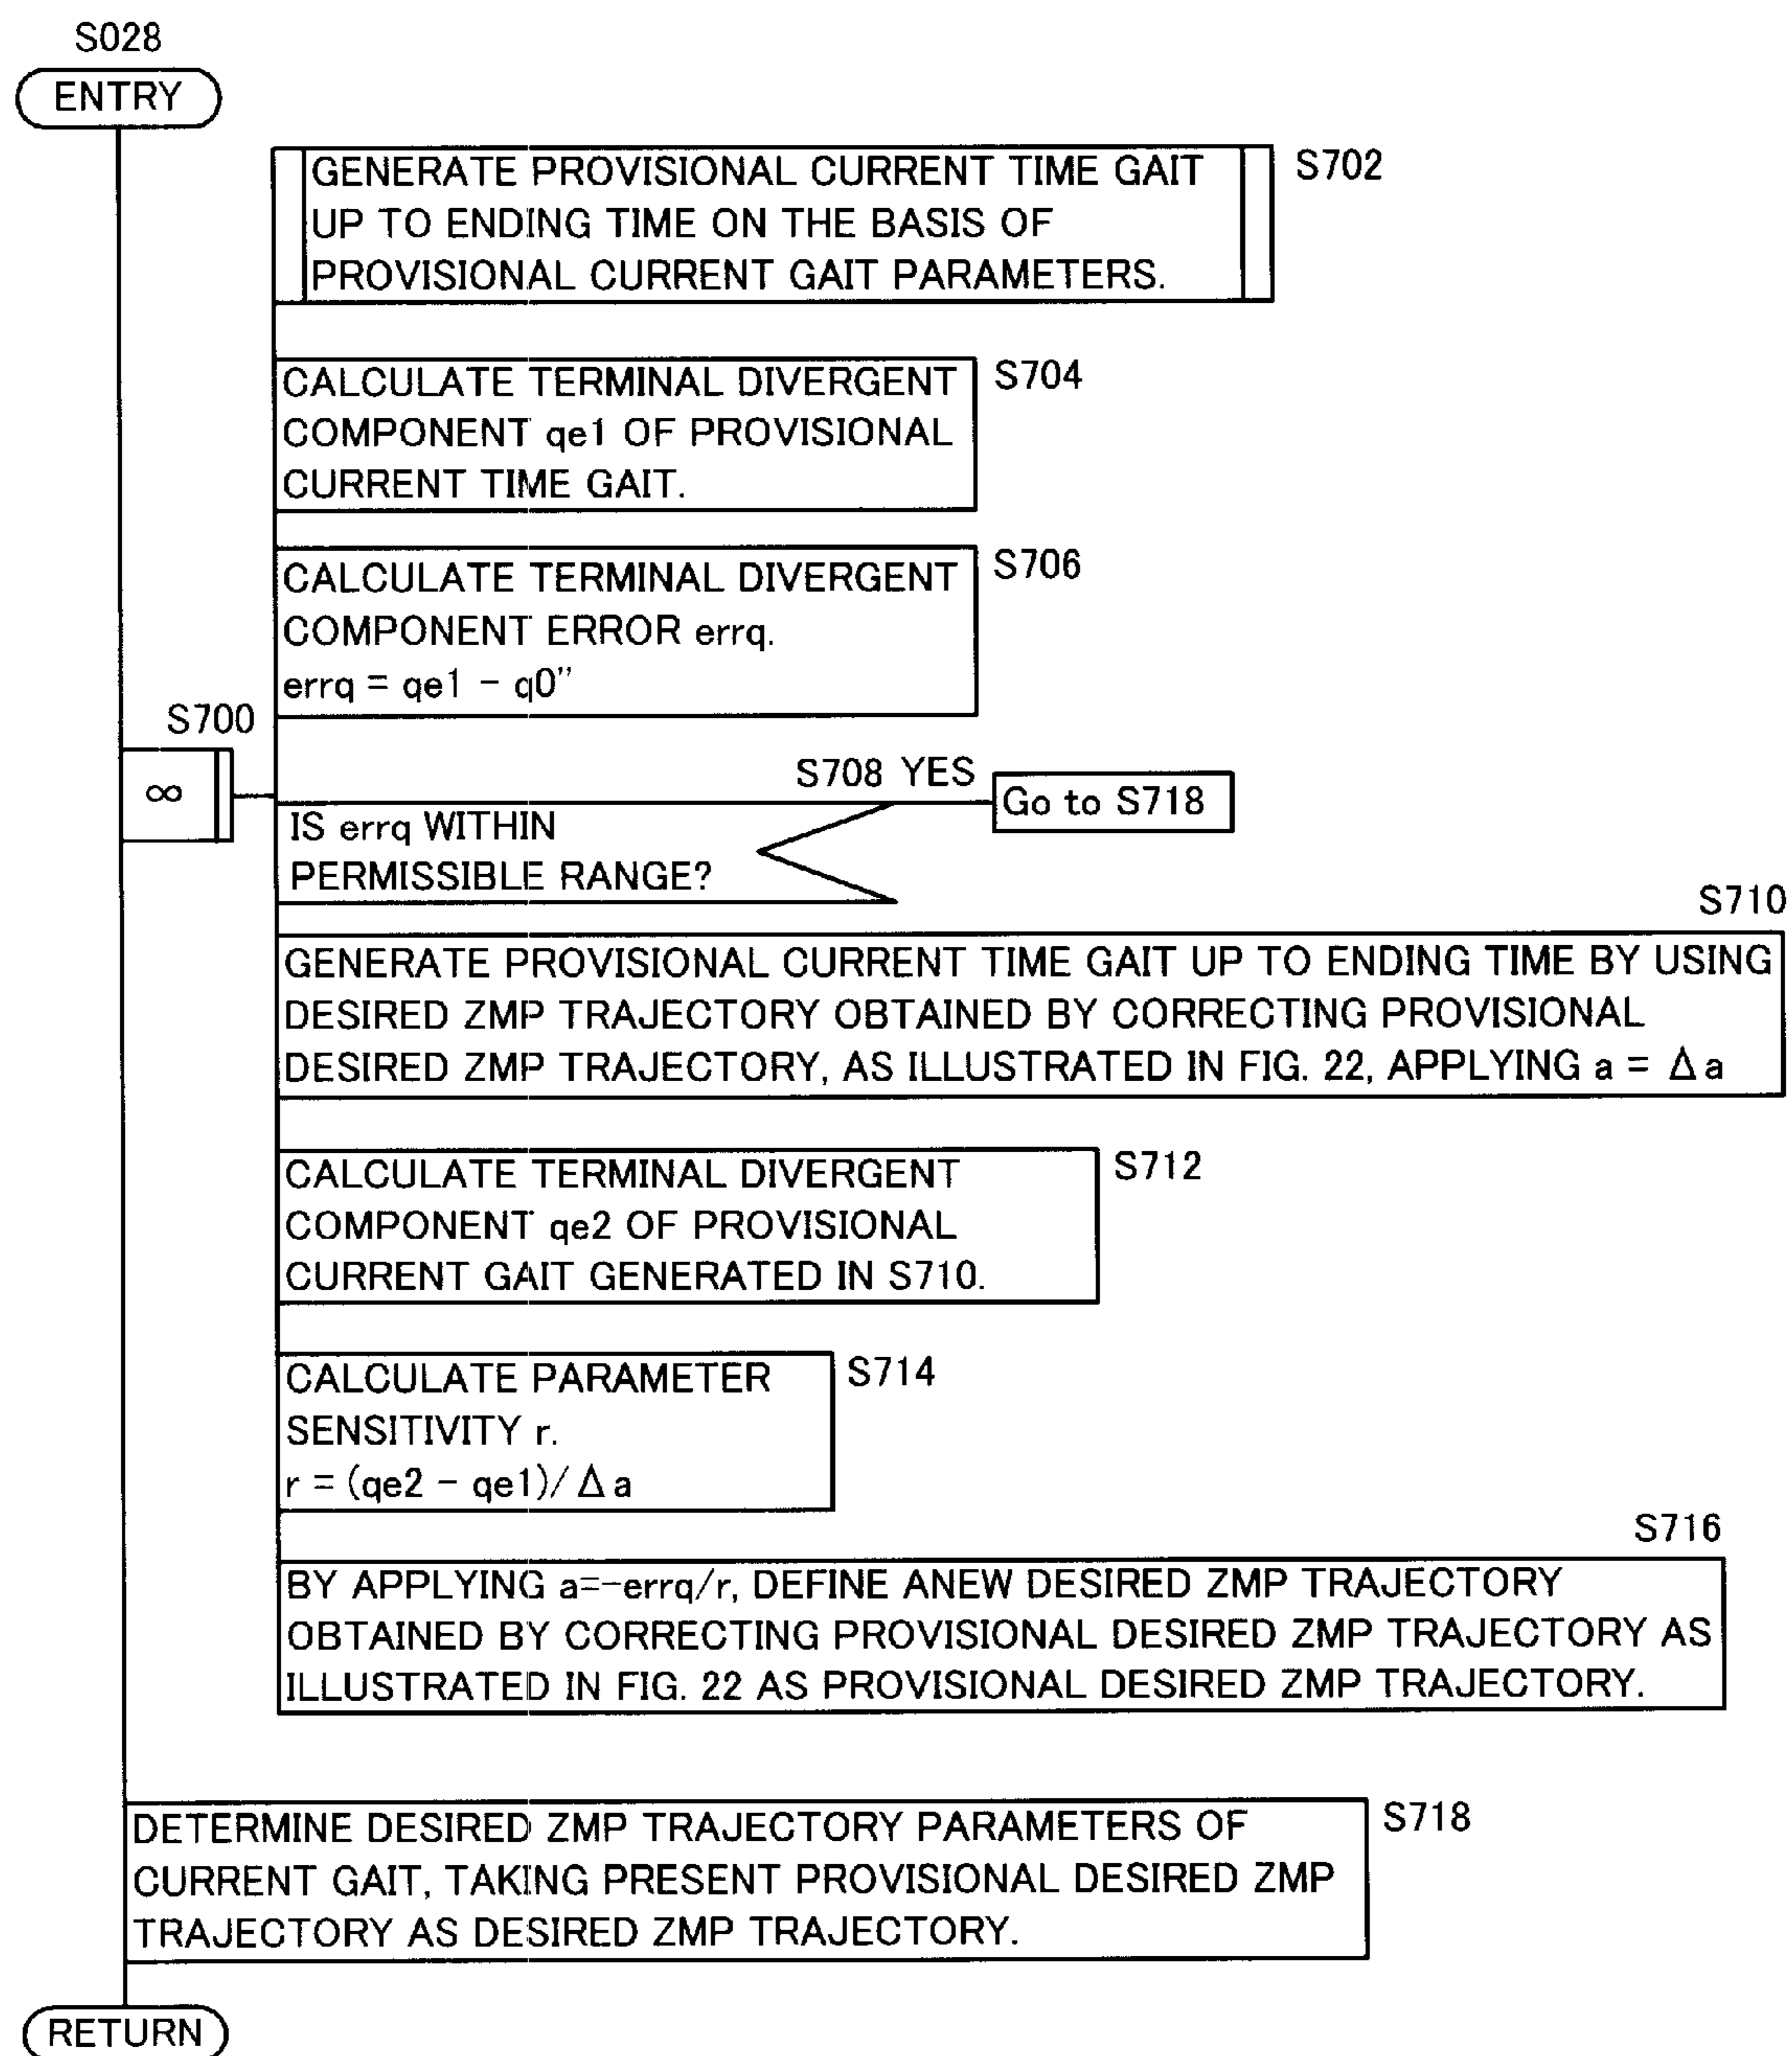 S028
ENTRY
GENERATE PROVISIONAL CURRENT TIME GAIT
UP TO ENDING TIME ON THE BASIS OF
PROVISIONAL CURRENT GAIT PARAMETERS.
S702
CALCULATE TERMINAL DIVERGENT
COMPONENT qe1 OF PROVISIONAL
CURRENT TIME GAIT.
S704
CALCULATE TERMINAL DIVERGENT
COMPONENT ERROR errq.
errq = qe1 - q0"
S706
S700
∞
S708 YES
Go to S718
IS errq WITHIN
PERMISSIBLE RANGE?
S710
GENERATE PROVISIONAL CURRENT TIME GAIT UP TO ENDING TIME BY USING
DESIRED ZMP TRAJECTORY OBTAINED BY CORRECTING PROVISIONAL
DESIRED ZMP TRAJECTORY, AS ILLUSTRATED IN FIG. 22, APPLYING a = Δa
CALCULATE TERMINAL DIVERGENT
COMPONENT qe2 OF PROVISIONAL
CURRENT GAIT GENERATED IN S710.
S712
CALCULATE PARAMETER
SENSITIVITY r.
r = (qe2 - qe1)/Δa
S714
S716
BY APPLYING a=-errq/r, DEFINE ANEW DESIRED ZMP TRAJECTORY
OBTAINED BY CORRECTING PROVISIONAL DESIRED ZMP TRAJECTORY AS
ILLUSTRATED IN FIG. 22 AS PROVISIONAL DESIRED ZMP TRAJECTORY.
DETERMINE DESIRED ZMP TRAJECTORY PARAMETERS OF
CURRENT GAIT, TAKING PRESENT PROVISIONAL DESIRED ZMP
TRAJECTORY AS DESIRED ZMP TRAJECTORY.
S718
RETURN